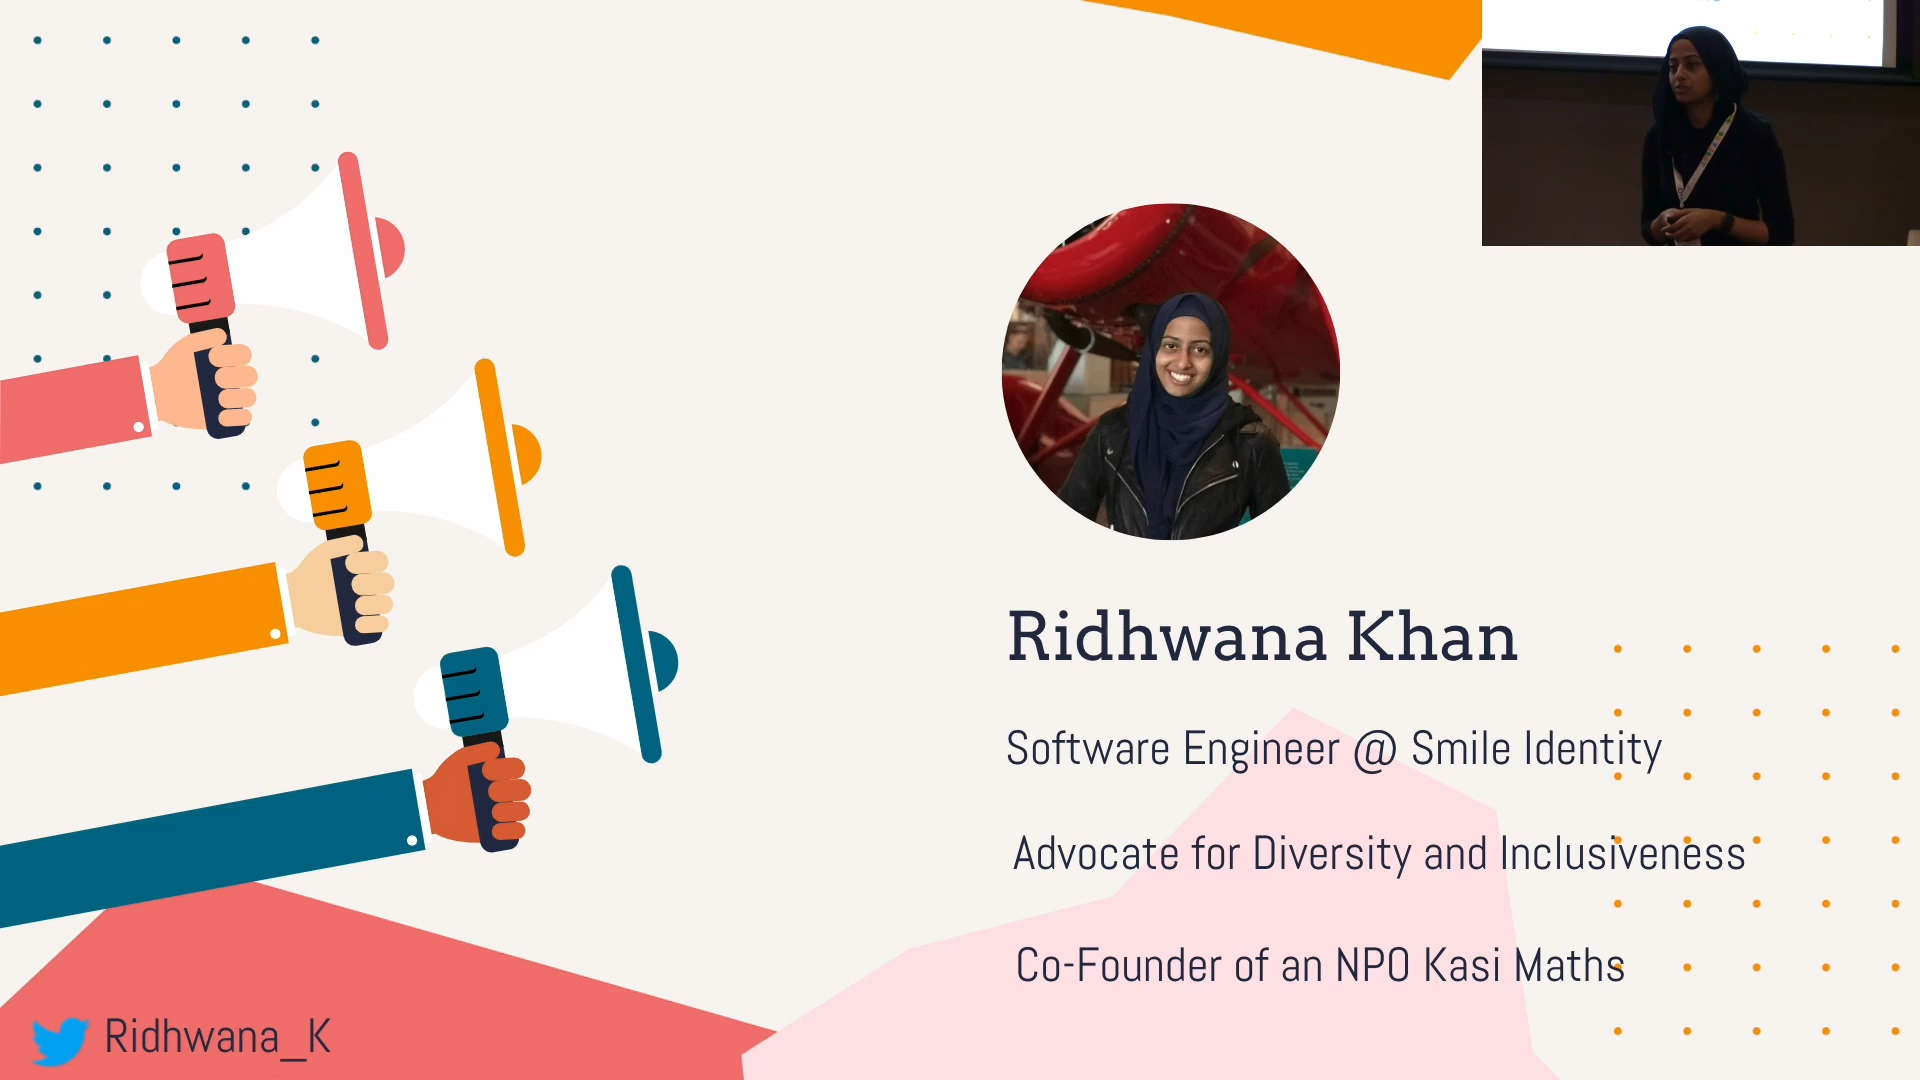 Ridhwana Khan
Software Engineer @ Smile Identity
Advocate for Diversity and Inclusiveness
Co-Founder of an NPO Kasi Maths
Ridhwana_K